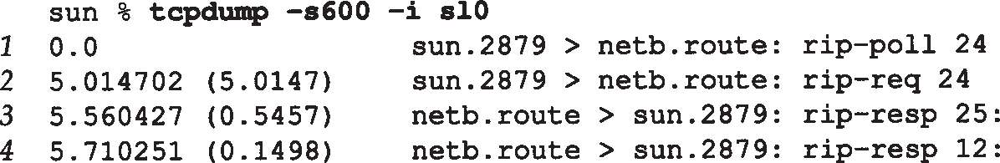 sun % tcpdump -s600 -i sl0
1 0.0 sun.2879 > netb.route: rip-poll 24
2 5.014702 (5.0147) sun.2879 > netb.route: rip-req 24
3 5.560427 (0.5457) netb.route > sun.2879: rip-resp 25:
4 5.710251 (0.1498) netb.route > sun.2879: rip-resp 12: